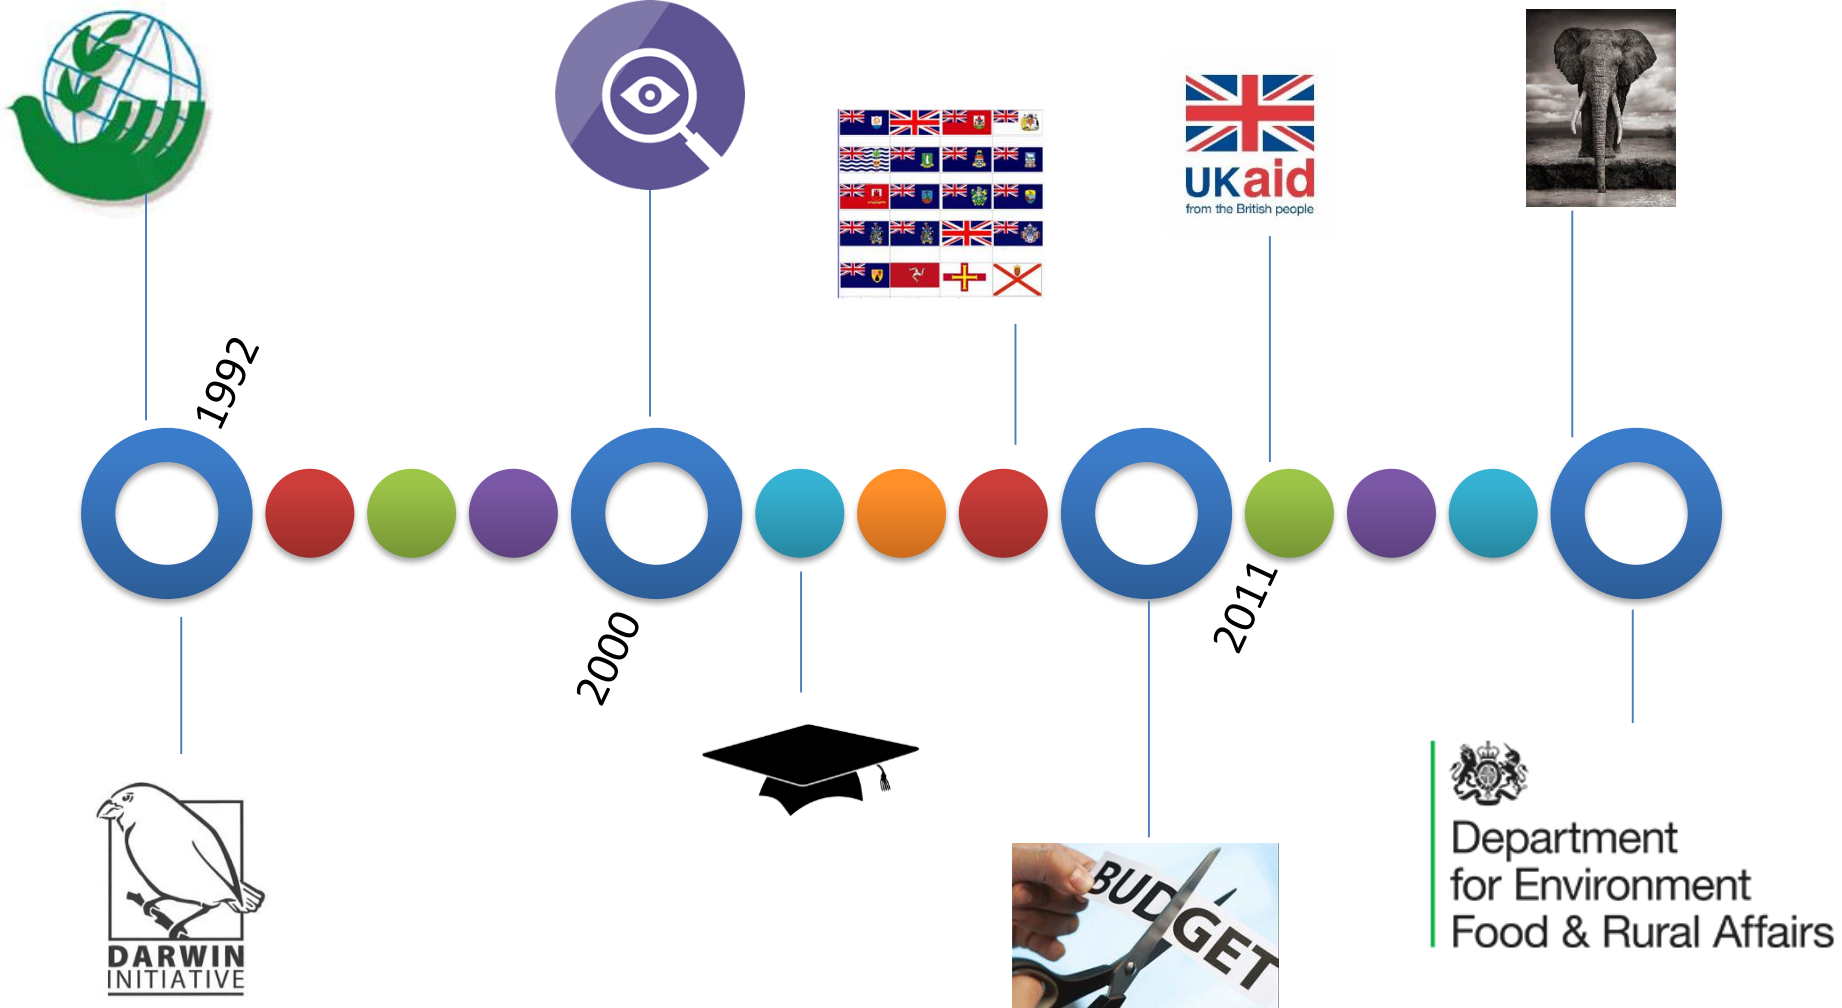 UKaid
from the British people
1992
2000
2011
DARWIN
INITIATIVE
BUDGET
Department
for Environment
Food & Rural Affairs